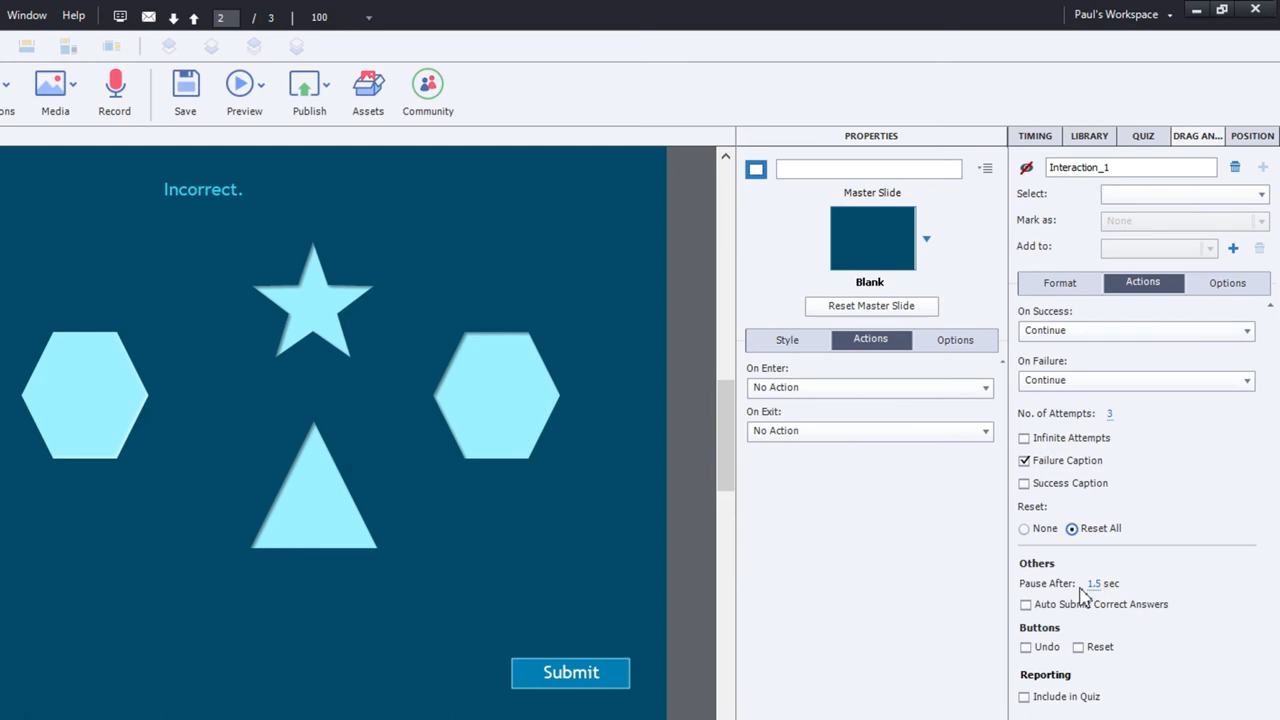 Window Help 2 / 3 100 Paul's Workspace
ons Media Record Save Preview Publish Assets Community
PROPERTIES TIMING LIBRARY QUIZ DRAG AN... POSITION
Incorrect.
Submit
Master Slide
Blank
Reset Master Slide
Style Actions Options
On Enter:
No Action
On Exit:
No Action
Interaction_1
Select:
Mark as: None
Add to:
Format Actions Options
On Success:
Continue
On Failure:
Continue
No. of Attempts: 3
Infinite Attempts
Failure Caption
Success Caption
Reset:
None Reset All
Others
Pause After: 1.5 sec
Auto Submit Correct Answers
Buttons
Undo Reset
Reporting
Include in Quiz